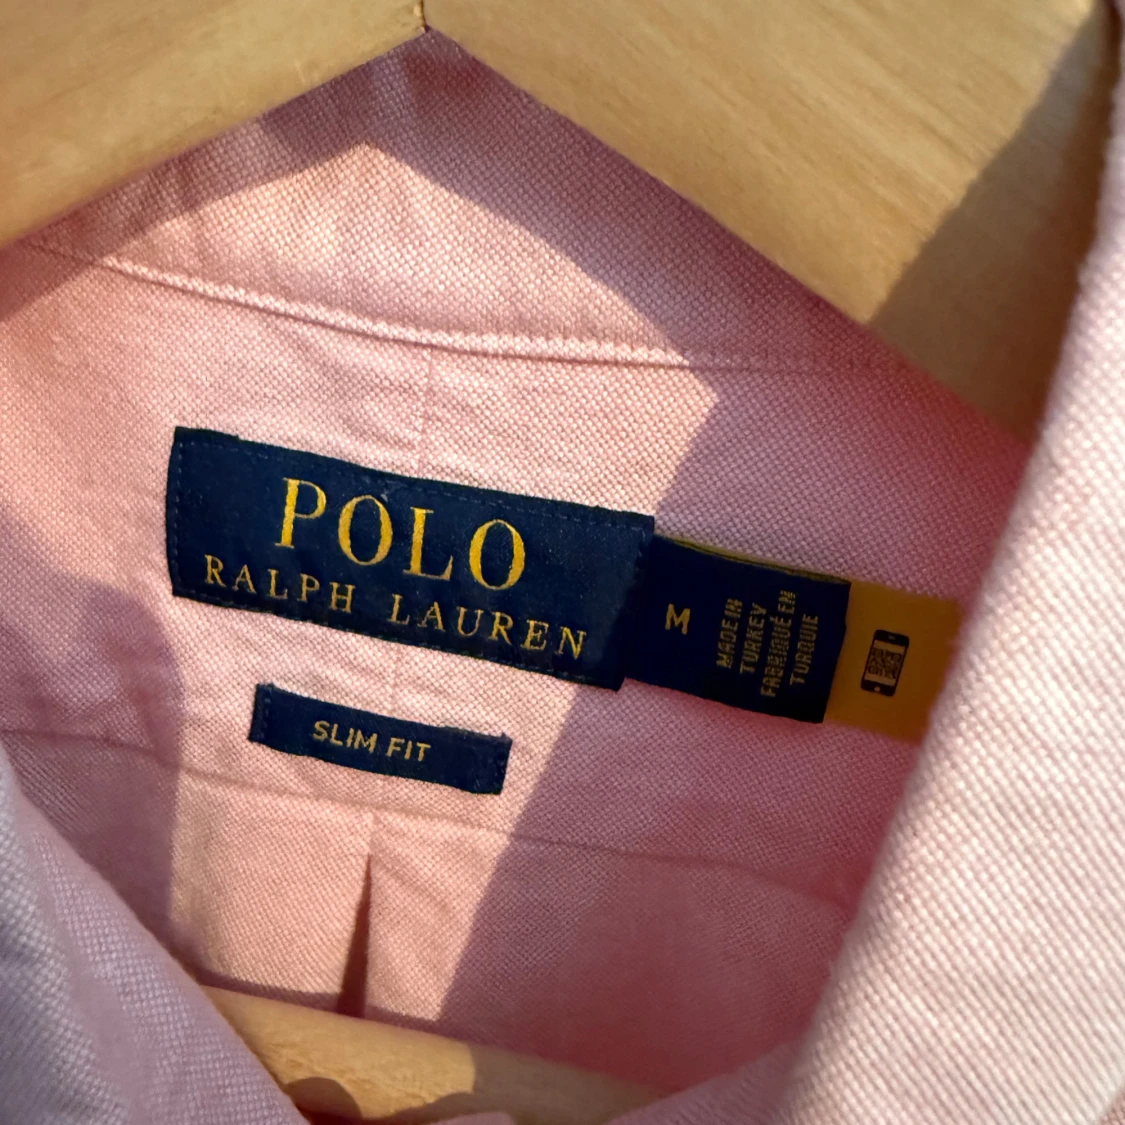 POLO
RALPH LAUREN
M
MADE IN
TURKEY
FABRIQUÉ EN
TURQUIE
SLIM FIT